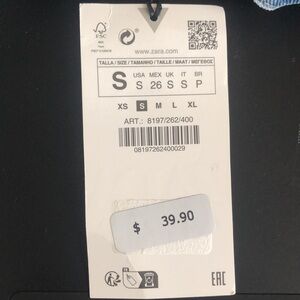 FSC
www.zara.com
TALLA / SIZE / TAMANHO / TAILLE / MAAT / ΜΕΓΕΘΟΣ
S
USA MEX UK IT BR
S 26 S S P
XS S M L XL
ART.: 8197/262/400
08197262400029
$ 39.90
EAC